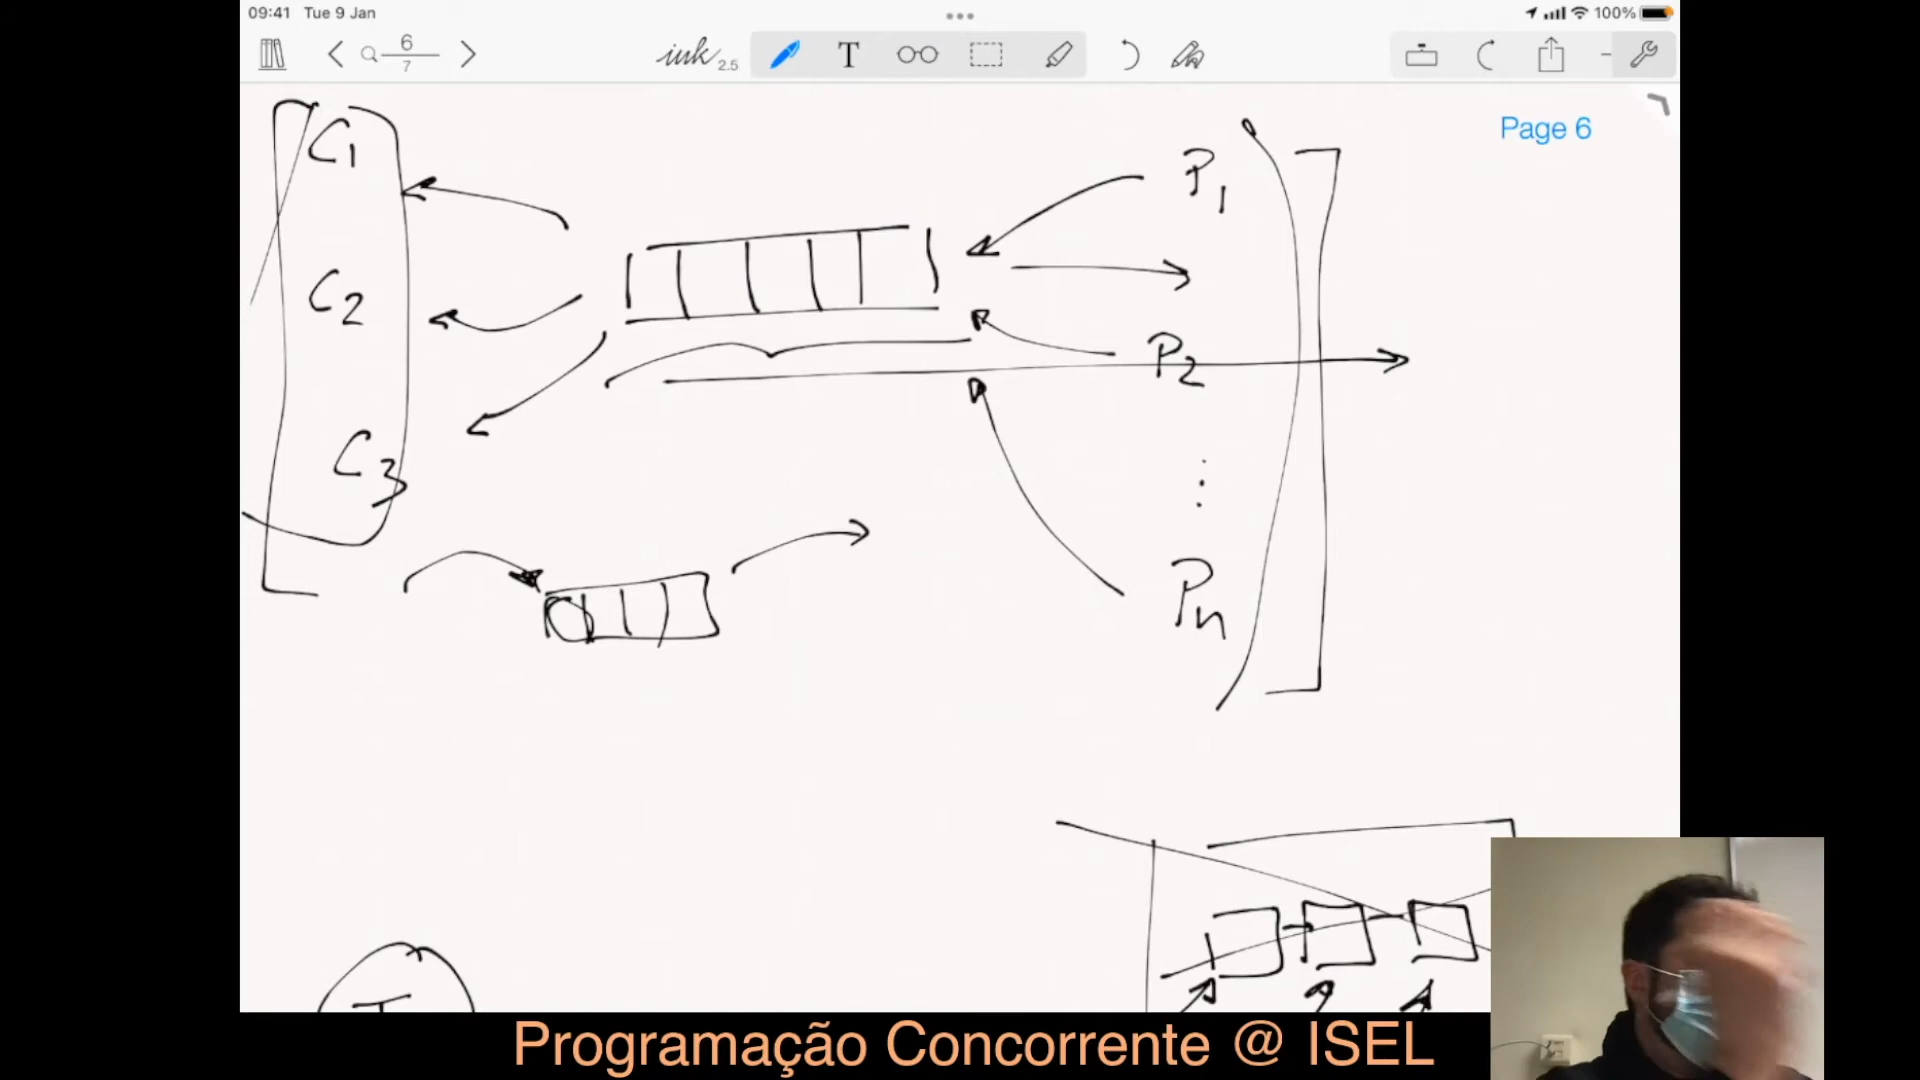 09:41 Tue 9 Jan
100%
6
7
ink 2.5
T
Page 6
C1
P1
C2
P2
C3
Pn
T
Programação Concorrente @ ISEL